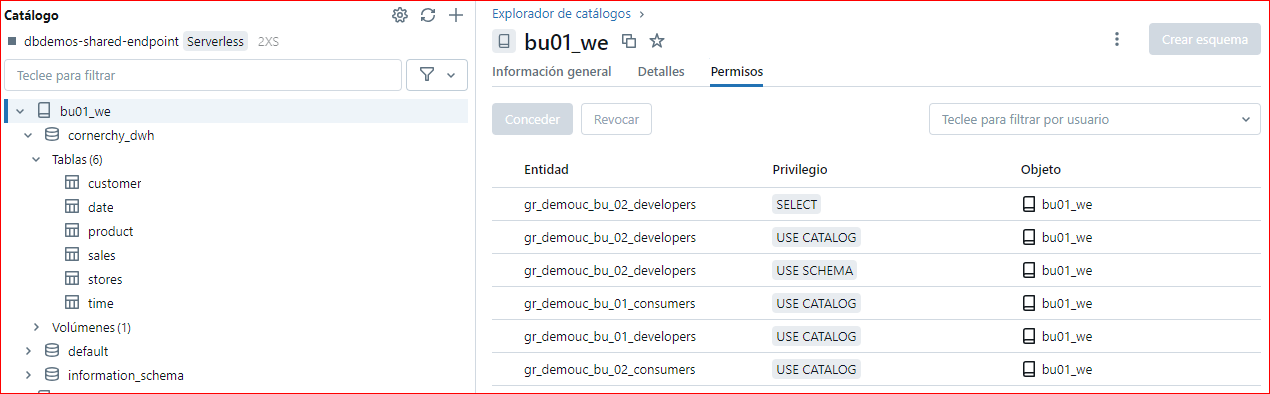 Catálogo
dbdemos-shared-endpoint Serverless 2XS
Teclee para filtrar
bu01_we
cornerchy_dwh
Tablas (6)
customer
date
product
sales
stores
time
Volúmenes (1)
default
information_schema
Explorador de catálogos >
bu01_we
Crear esquema
Información general Detalles Permisos
Conceder Revocar Teclee para filtrar por usuario
Entidad Privilegio Objeto
gr_demouc_bu_02_developers SELECT bu01_we
gr_demouc_bu_02_developers USE CATALOG bu01_we
gr_demouc_bu_02_developers USE SCHEMA bu01_we
gr_demouc_bu_01_consumers USE CATALOG bu01_we
gr_demouc_bu_01_developers USE CATALOG bu01_we
gr_demouc_bu_02_consumers USE CATALOG bu01_we